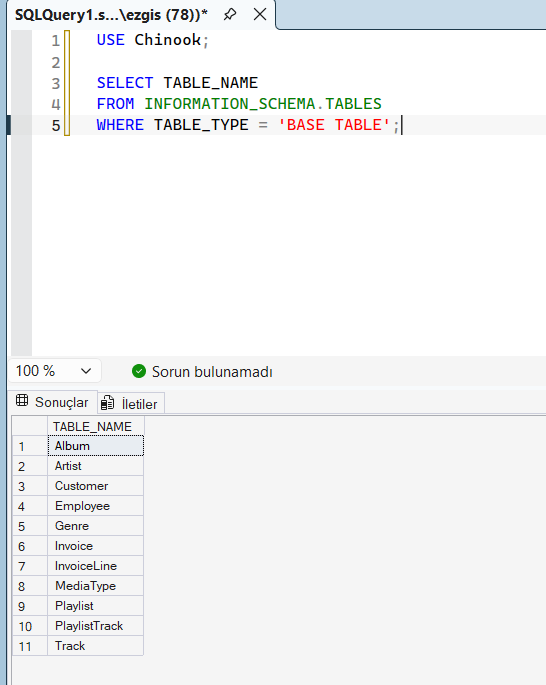 SQLQuery1.s...\ezgis (78))*
1 USE Chinook;
2
3 SELECT TABLE_NAME
4 FROM INFORMATION_SCHEMA.TABLES
5 WHERE TABLE_TYPE = 'BASE TABLE';
100 % Sorun bulunamadı
Sonuçlar İletiler
TABLE_NAME
1 Album
2 Artist
3 Customer
4 Employee
5 Genre
6 Invoice
7 InvoiceLine
8 MediaType
9 Playlist
10 PlaylistTrack
11 Track